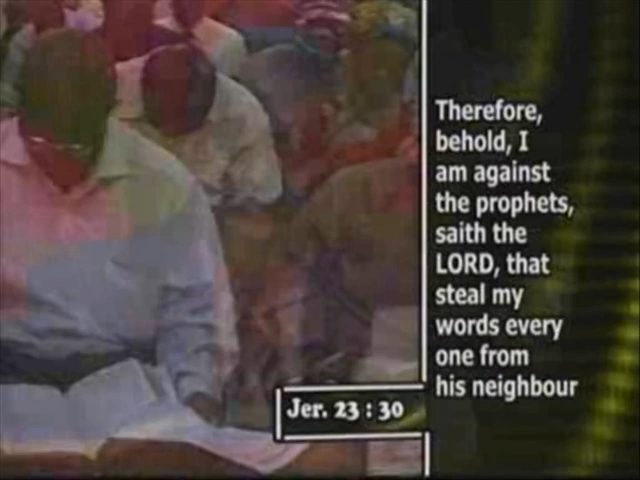 Therefore,
behold, I
am against
the prophets,
saith the
LORD, that
steal my
words every
one from
his neighbour
Jer. 23 : 30